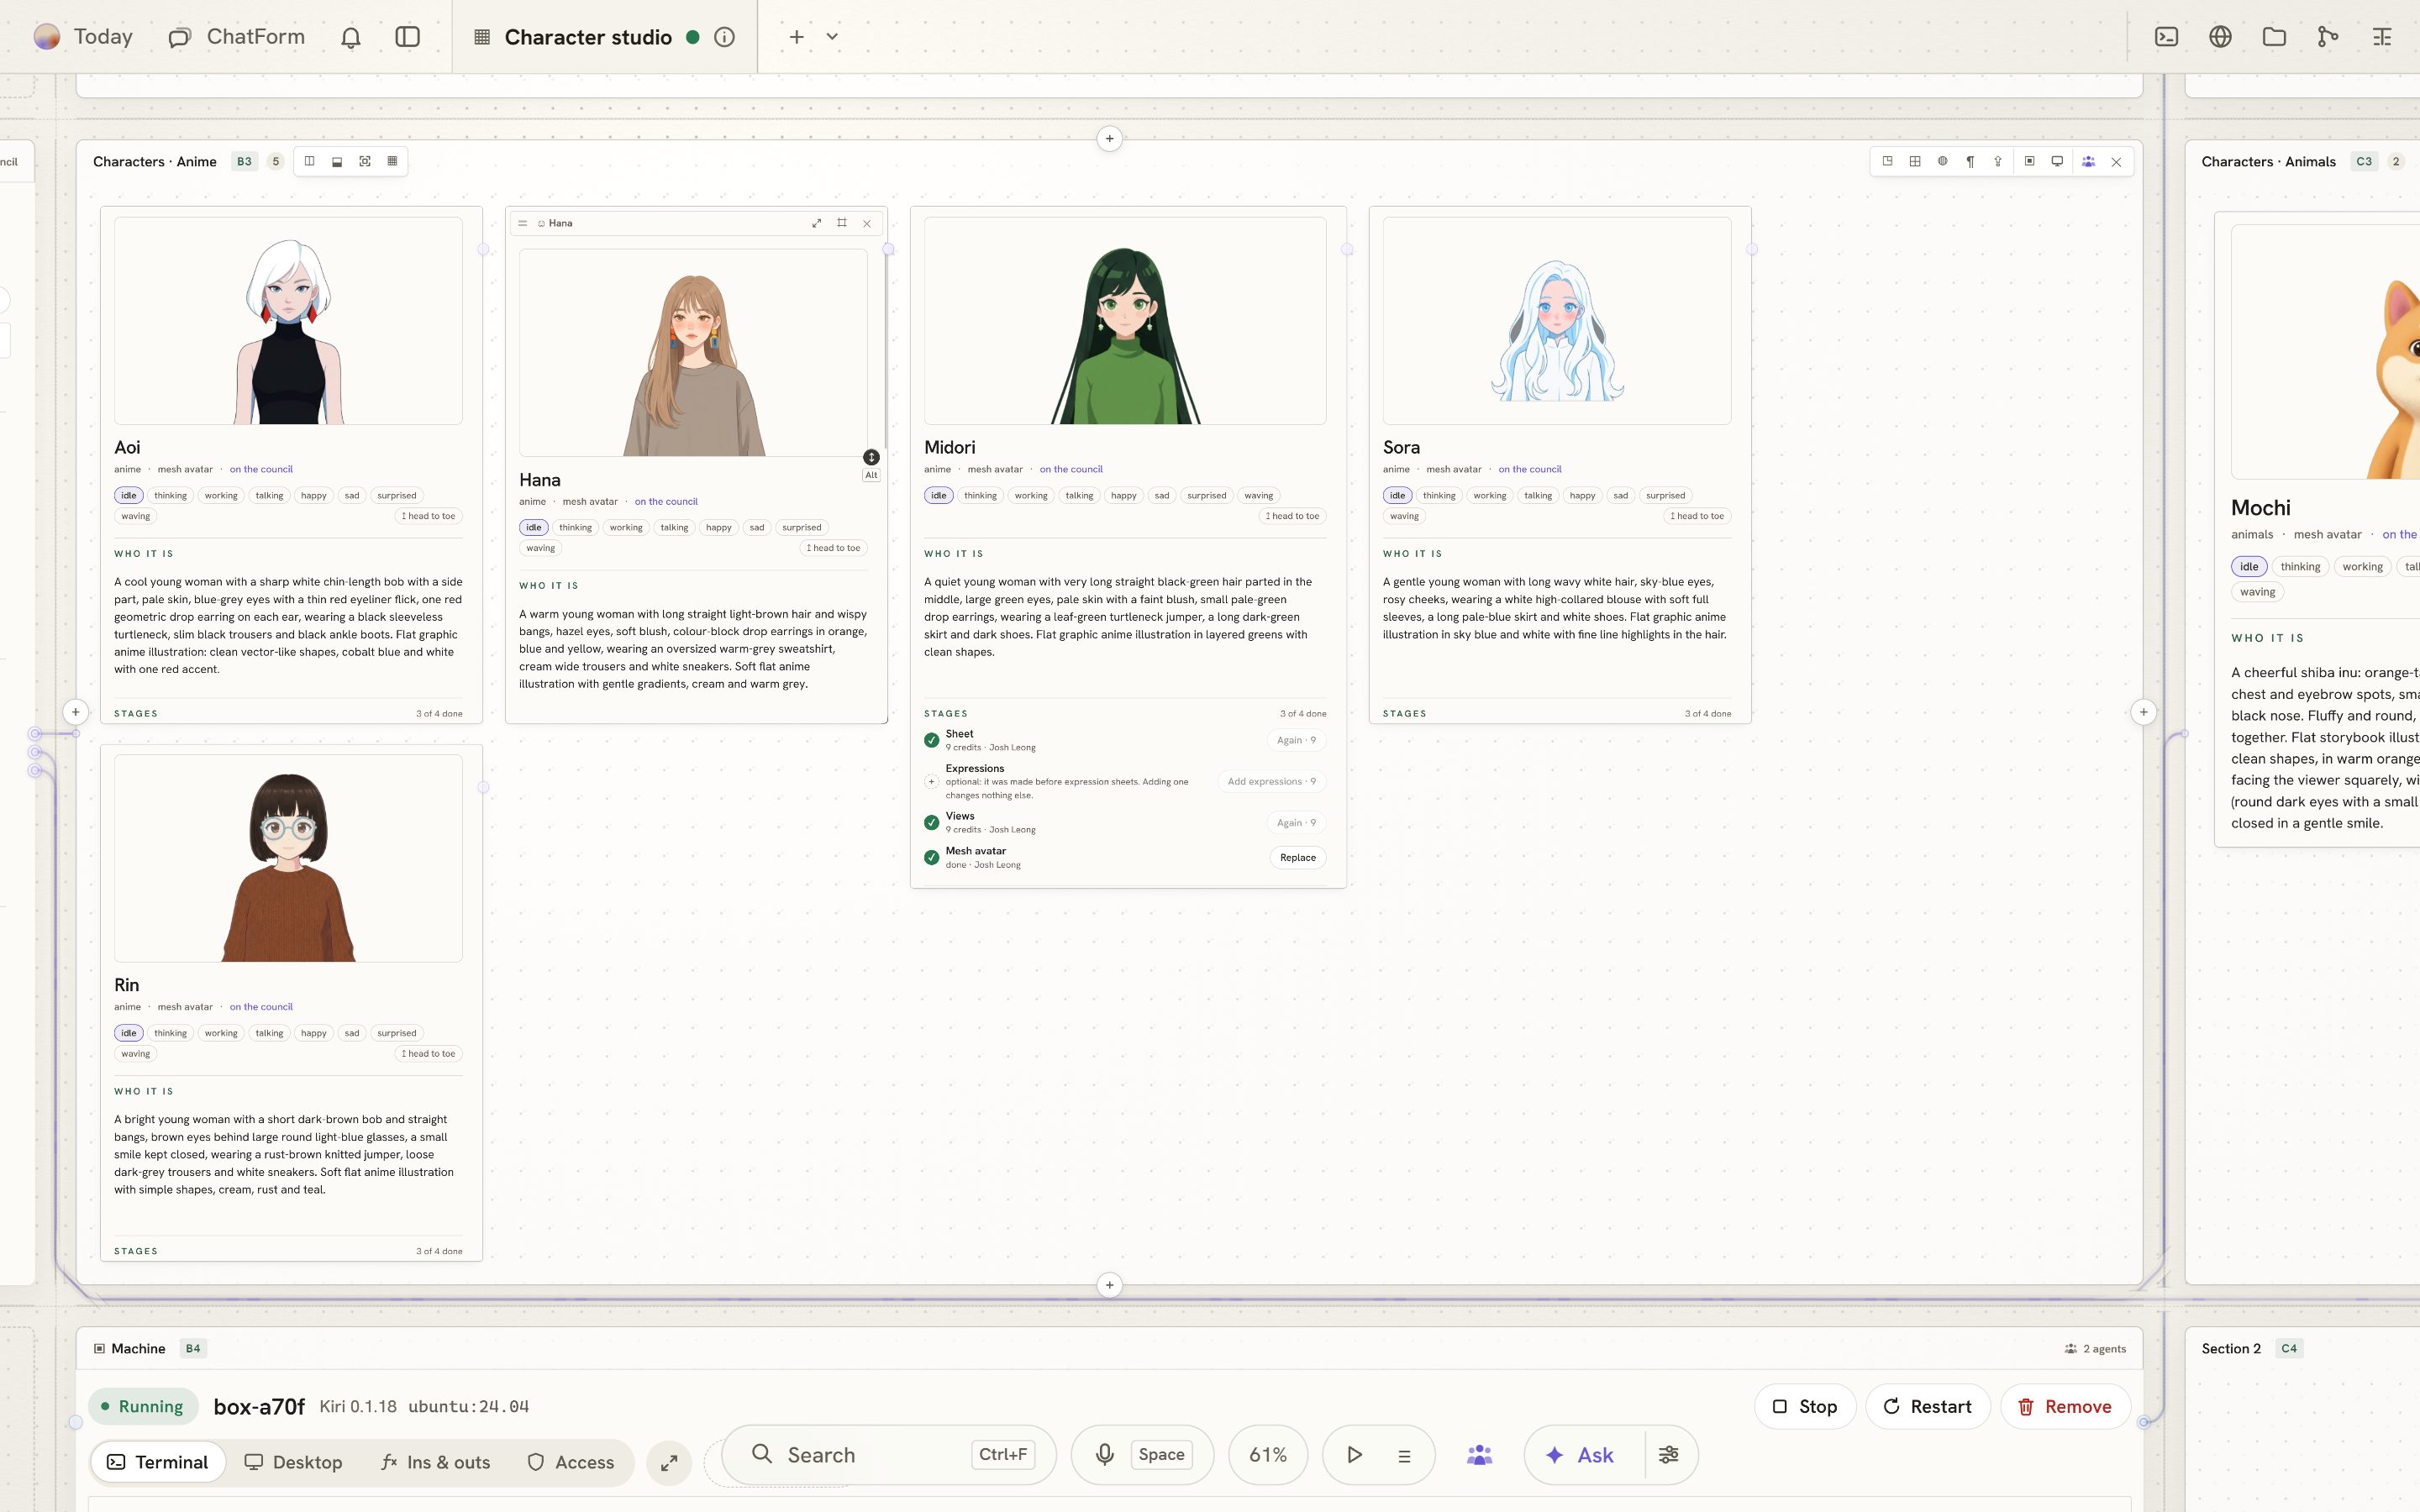 Today
ChatForm
Character studio
ncil
Characters · Anime B3 5
Aoi
anime · mesh avatar · on the council
idle thinking working talking happy sad surprised
waving head to toe
WHO IT IS
A cool young woman with a sharp white chin-length bob with a side
part, pale skin, blue-grey eyes with a thin red eyeliner flick, one red
geometric drop earring on each ear, wearing a black sleeveless
turtleneck, slim black trousers and black ankle boots. Flat graphic
anime illustration: clean vector-like shapes, cobalt blue and white
with one red accent.
STAGES 3 of 4 done
Hana
Alt
Hana
anime · mesh avatar · on the council
idle thinking working talking happy sad surprised
waving head to toe
WHO IT IS
A warm young woman with long straight light-brown hair and wispy
bangs, hazel eyes, soft blush, colour-block drop earrings in orange,
blue and yellow, wearing an oversized warm-grey sweatshirt,
cream wide trousers and white sneakers. Soft flat anime
illustration with gentle gradients, cream and warm grey.
Midori
anime · mesh avatar · on the council
idle thinking working talking happy sad surprised waving
head to toe
WHO IT IS
A quiet young woman with very long straight black-green hair parted in the
middle, large green eyes, pale skin with a faint blush, small pale-green
drop earrings, wearing a leaf-green turtleneck jumper, a long dark-green
skirt and dark shoes. Flat graphic anime illustration in layered greens with
clean shapes.
STAGES 3 of 4 done
Sheet
9 credits · Josh Leong
Again · 9
Expressions
optional: it was made before expression sheets. Adding one
changes nothing else.
Add expressions · 9
Views
9 credits · Josh Leong
Again · 9
Mesh avatar
done · Josh Leong
Replace
Sora
anime · mesh avatar · on the council
idle thinking working talking happy sad surprised
waving head to toe
WHO IT IS
A gentle young woman with long wavy white hair, sky-blue eyes,
rosy cheeks, wearing a white high-collared blouse with soft full
sleeves, a long pale-blue skirt and white shoes. Flat graphic anime
illustration in sky blue and white with fine line highlights in the hair.
STAGES 3 of 4 done
Rin
anime · mesh avatar · on the council
idle thinking working talking happy sad surprised
waving head to toe
WHO IT IS
A bright young woman with a short dark-brown bob and straight
bangs, brown eyes behind large round light-blue glasses, a small
smile kept closed, wearing a rust-brown knitted jumper, loose
dark-grey trousers and white sneakers. Soft flat anime illustration
with simple shapes, cream, rust and teal.
STAGES 3 of 4 done
Characters · Animals C3 2
Mochi
animals · mesh avatar · on the
idle thinking working tal
waving
WHO IT IS
A cheerful shiba inu: orange-t
chest and eyebrow spots, sma
black nose. Fluffy and round,
together. Flat storybook illust
clean shapes, in warm orange
facing the viewer squarely, wi
(round dark eyes with a small
closed in a gentle smile.
Machine B4
2 agents
Running box-a70f Kiri 0.1.18 ubuntu:24.04
Stop Restart Remove
Terminal Desktop Ins & outs Access
Search Ctrl+F
Space
61%
Ask
Section 2 C4